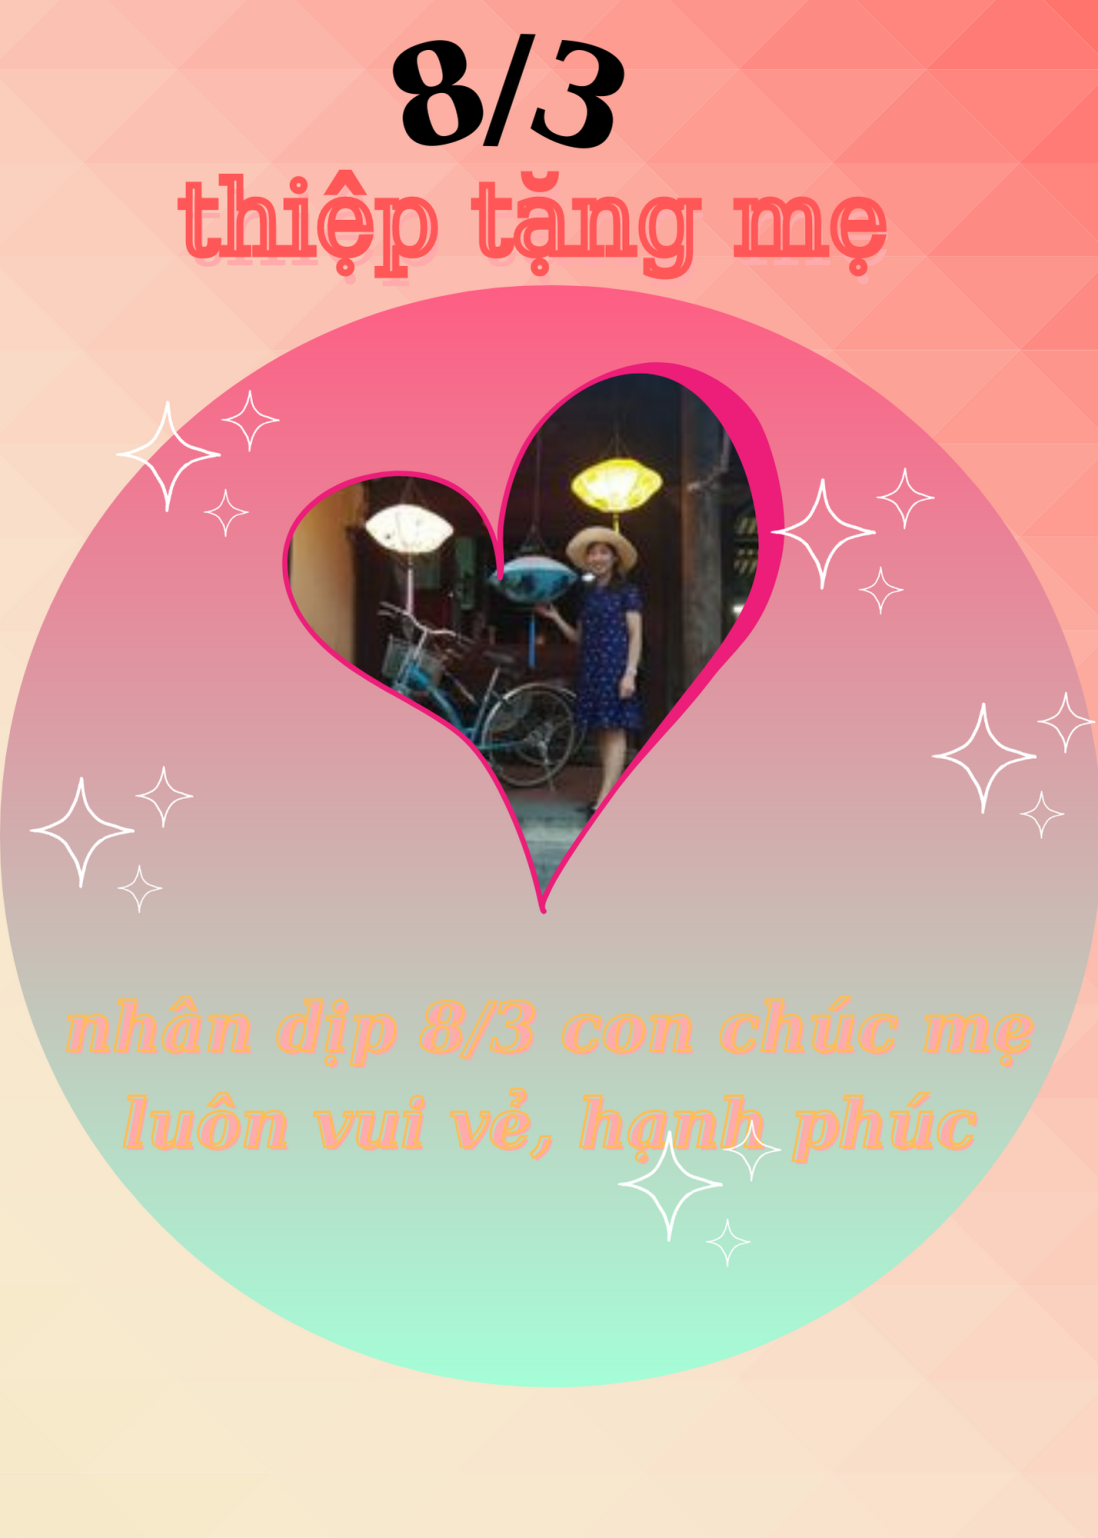 8/3
thiệp tặng mẹ
nhân dịp 8/3 con chúc mẹ
luôn vui vẻ, hạnh phúc